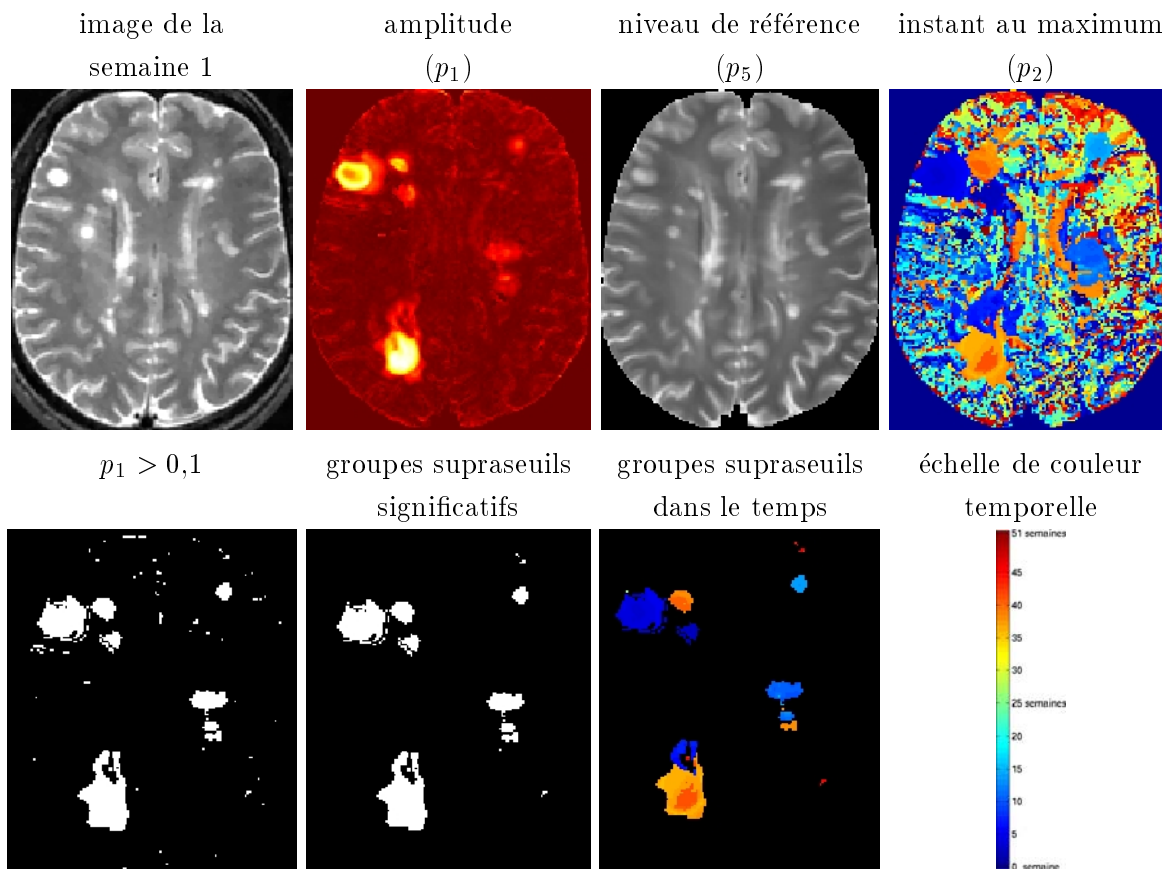 image de la
semaine 1
amplitude
(p₁)
niveau de référence
(p₅)
instant au maximum
(p₂)
p₁ > 0,1
groupes supraseuils
significatifs
groupes supraseuils
dans le temps
échelle de couleur
temporelle
51 semaines
45
40
35
30
25 semaines
20
15
10
5
0 semaine